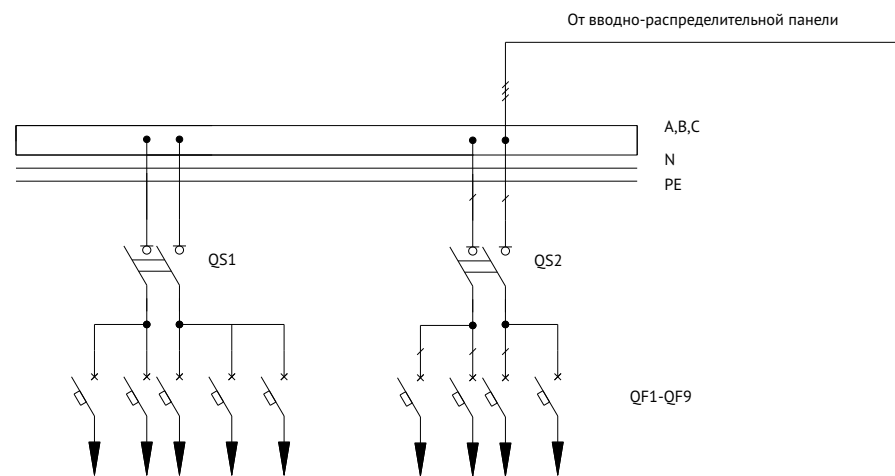 От вводно-распределительной панели
A,B,C
N
PE
QS1
QS2
QF1-QF9